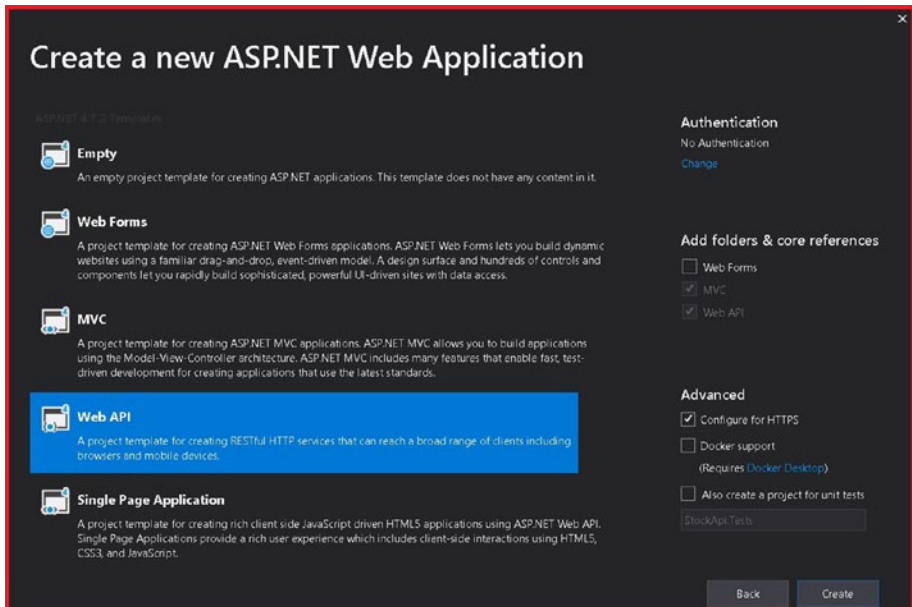 Create a new ASP.NET Web Application
ASP.NET 4.7.2 Templates
Empty
An empty project template for creating ASP.NET applications. This template does not have any content in it.
Web Forms
A project template for creating ASP.NET Web Forms applications. ASP.NET Web Forms lets you build dynamic
websites using a familiar drag-and-drop, event-driven model. A design surface and hundreds of controls and
components let you rapidly build sophisticated, powerful UI-driven sites with data access.
MVC
A project template for creating ASP.NET MVC applications. ASP.NET MVC allows you to build applications
using the Model-View-Controller architecture. ASP.NET MVC includes many features that enable fast, test-
driven development for creating applications that use the latest standards.
Web API
A project template for creating RESTful HTTP services that can reach a broad range of clients including
browsers and mobile devices.
Single Page Application
A project template for creating rich client side JavaScript driven HTML5 applications using ASP.NET Web API.
Single Page Applications provide a rich user experience which includes client-side interactions using HTML5,
CSS3, and JavaScript.
Authentication
No Authentication
Change
Add folders & core references
Web Forms
MVC
Web API
Advanced
Configure for HTTPS
Docker support
(Requires Docker Desktop)
Also create a project for unit tests
StockApi.Tests
Back
Create